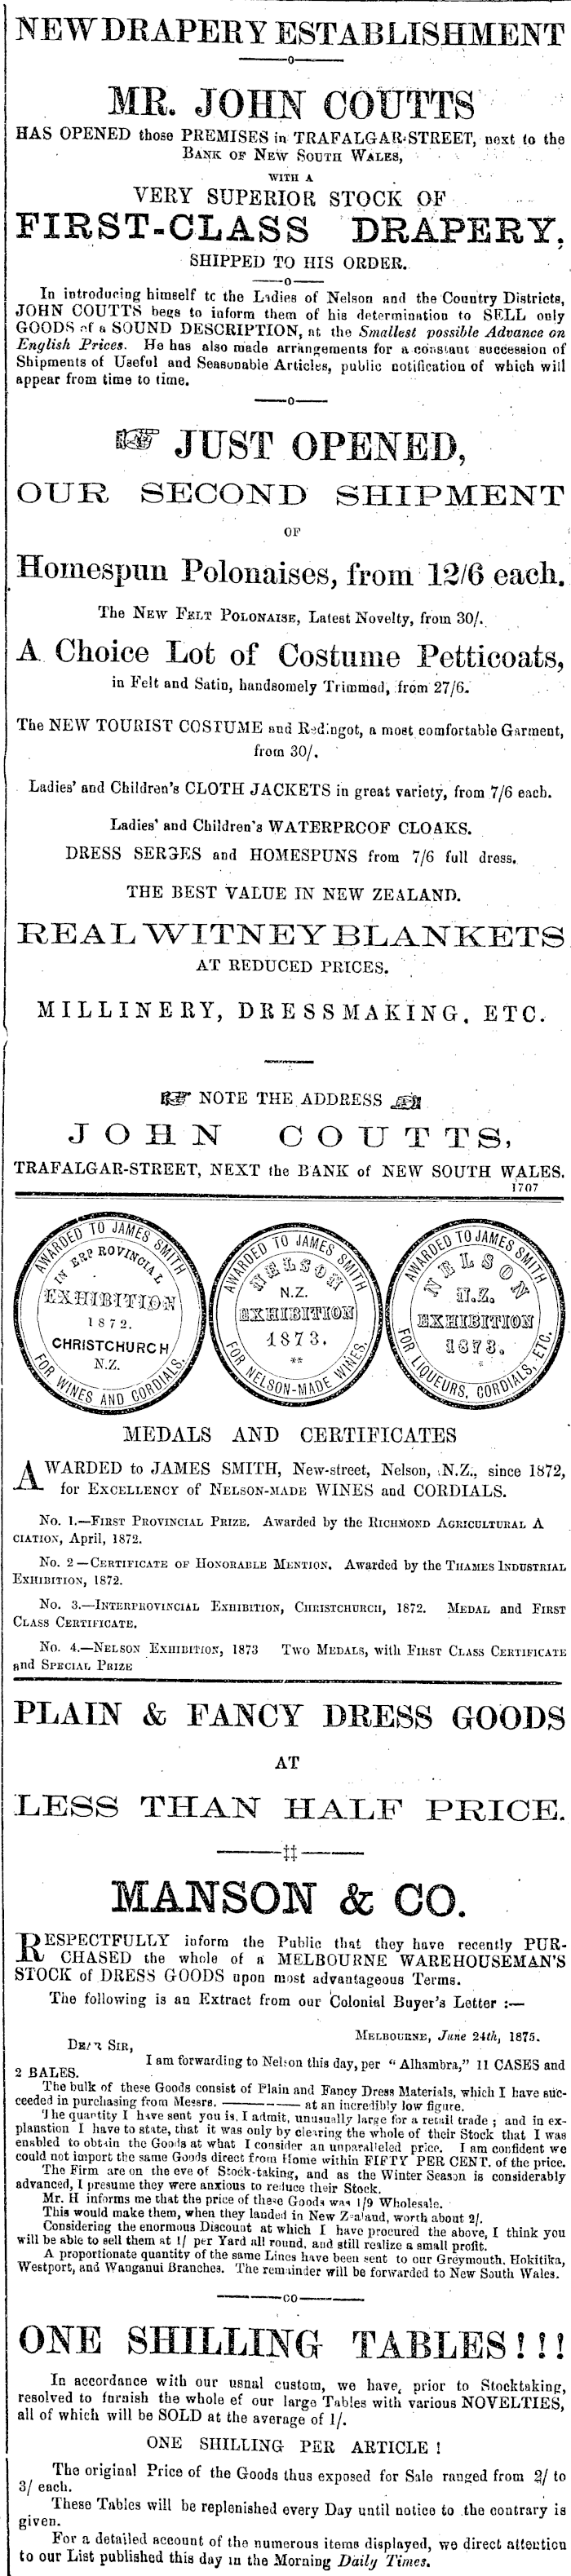 NEW DRAPERY ESTABLISHMENT
MR. JOHN COUTTS
HAS OPENED those PREMISES in TRAFALGAR-STREET, next to the
BANK OF NEW SOUTH WALES,
WITH A
VERY SUPERIOR STOCK OF
FIRST-CLASS DRAPERY,
SHIPPED TO HIS ORDER.
In introducing himself to the Ladies of Nelson and the Country Districts,
JOHN COUTTS begs to inform them of his determination to SELL only
GOODS of a SOUND DESCRIPTION, at the Smallest possible Advance on
English Prices. He has also made arrangements for a constant succession of
Shipments of Useful and Seasonable Articles, public notification of which will
appear from time to time.
JUST OPENED,
OUR SECOND SHIPMENT
OF
Homespun Polonaises, from 12/6 each.
The NEW FELT POLONAISE, Latest Novelty, from 30/.
A Choice Lot of Costume Petticoats,
in Felt and Satin, handsomely Trimmed, from 27/6.
The NEW TOURIST COSTUME and Redingot, a most comfortable Garment,
from 30/.
Ladies' and Children's CLOTH JACKETS in great variety, from 7/6 each.
Ladies' and Children's WATERPROOF CLOAKS.
DRESS SERGES and HOMESPUNS from 7/6 full dress.
THE BEST VALUE IN NEW ZEALAND.
REAL WITNEY BLANKETS
AT REDUCED PRICES.
MILLINERY, DRESSMAKING, ETC.
NOTE THE ADDRESS
JOHN COUTTS,
TRAFALGAR-STREET, NEXT the BANK of NEW SOUTH WALES.
1707
AWARDED TO JAMES SMITH
INTERPROVINCIAL
EXHIBITION
1872.
CHRISTCHURCH
N.Z.
FOR WINES AND CORDIALS.
AWARDED TO JAMES SMITH
NELSON
N.Z.
EXHIBITION
1873.
**
FOR NELSON-MADE WINES.
AWARDED TO JAMES SMITH
NELSON
N.Z.
EXHIBITION
1873.
*
FOR LIQUEURS, CORDIALS, ETC.
MEDALS AND CERTIFICATES
AWARDED to JAMES SMITH, New-street, Nelson, N.Z., since 1872,
for EXCELLENCY of NELSON-MADE WINES and CORDIALS.
No. 1.—FIRST PROVINCIAL PRIZE. Awarded by the RICHMOND AGRICULTURAL A
CIATION, April, 1872.
No. 2—CERTIFICATE OF HONORABLE MENTION. Awarded by the THAMES INDUSTRIAL
EXHIBITION, 1872.
No. 3.—INTERPROVINCIAL EXHIBITION, CHRISTCHURCH, 1872. MEDAL and FIRST
CLASS CERTIFICATE.
No. 4.—NELSON EXHIBITION, 1873 TWO MEDALS, with FIRST CLASS CERTIFICATE
and SPECIAL PRIZE
PLAIN & FANCY DRESS GOODS
AT
LESS THAN HALF PRICE.
MANSON & CO.
RESPECTFULLY inform the Public that they have recently PUR-
CHASED the whole of a MELBOURNE WAREHOUSEMAN'S
STOCK of DRESS GOODS upon most advantageous Terms.
The following is an Extract from our Colonial Buyer's Letter :—
MELBOURNE, June 24th, 1875.
DEAR SIR,
I am forwarding to Nelson this day, per "Alhambra," 11 CASES and
2 BALES.
The bulk of these Goods consist of Plain and Fancy Dress Materials, which I have suc-
ceeded in purchasing from Messrs. ———— at an incredibly low figure.
The quantity I have sent you is, I admit, unusually large for a retail trade ; and in ex-
planation I have to state, that it was only by clearing the whole of their Stock that I was
enabled to obtain the Goods at what I consider an unparalleled price. I am confident we
could not import the same Goods direct from Home within FIFTY PER CENT. of the price.
The Firm are on the eve of Stock-taking, and as the Winter Season is considerably
advanced, I presume they were anxious to reduce their Stock.
Mr. H informs me that the price of these Goods was 1/9 Wholesale.
This would make them, when they landed in New Zealand, worth about 2/.
Considering the enormous Discount at which I have procured the above, I think you
will be able to sell them at 1/ per Yard all round, and still realize a small profit.
A proportionate quantity of the same Lines have been sent to our Greymouth, Hokitika,
Westport, and Wanganui Branches. The remainder will be forwarded to New South Wales.
ONE SHILLING TABLES!!!
In accordance with our usual custom, we have, prior to Stocktaking,
resolved to furnish the whole ef our large Tables with various NOVELTIES,
all of which will be SOLD at the average of 1/.
ONE SHILLING PER ARTICLE !
The original Price of the Goods thus exposed for Sale ranged from 2/ to
3/ each.
These Tables will be replenished every Day until notice to the contrary is
given.
For a detailed account of the numerous items displayed, we direct attention
to our List published this day in the Morning Daily Times.